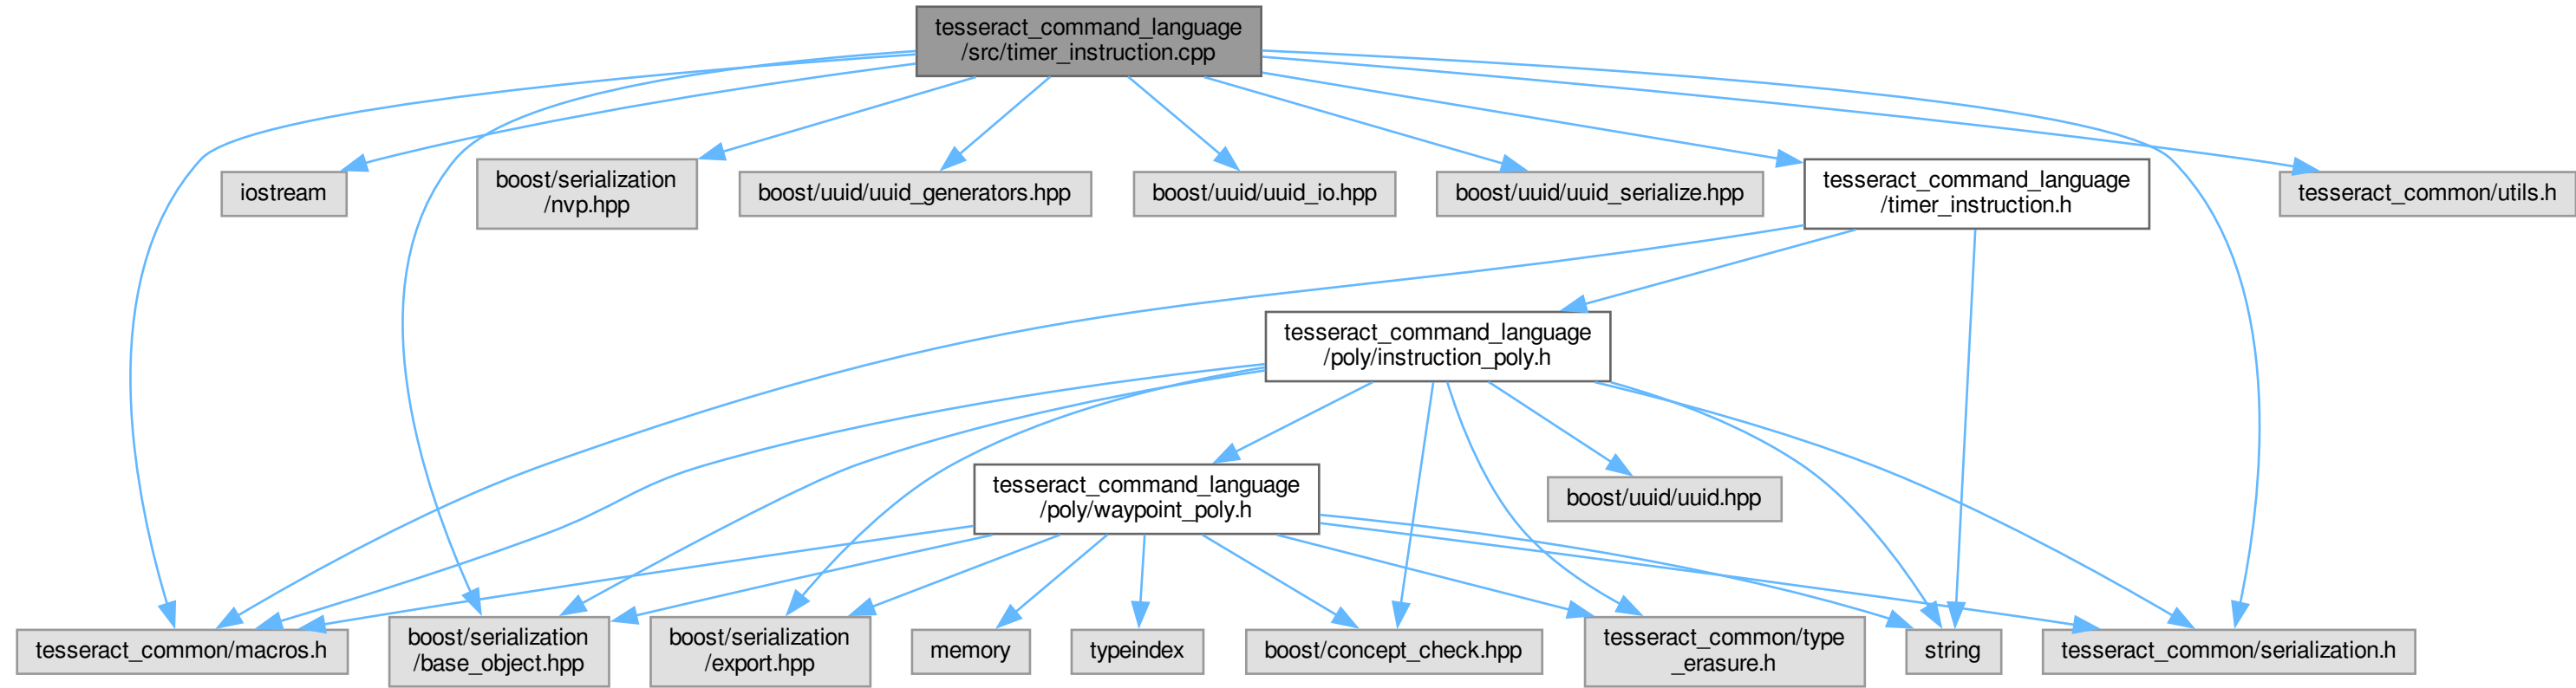 tesseract_command_language
/src/timer_instruction.cpp
iostream
boost/serialization
/nvp.hpp
boost/uuid/uuid_generators.hpp
boost/uuid/uuid_io.hpp
boost/uuid/uuid_serialize.hpp
tesseract_command_language
/timer_instruction.h
tesseract_common/utils.h
tesseract_command_language
/poly/instruction_poly.h
tesseract_command_language
/poly/waypoint_poly.h
boost/uuid/uuid.hpp
tesseract_common/macros.h
boost/serialization
/base_object.hpp
boost/serialization
/export.hpp
memory
typeindex
boost/concept_check.hpp
tesseract_common/type
_erasure.h
string
tesseract_common/serialization.h